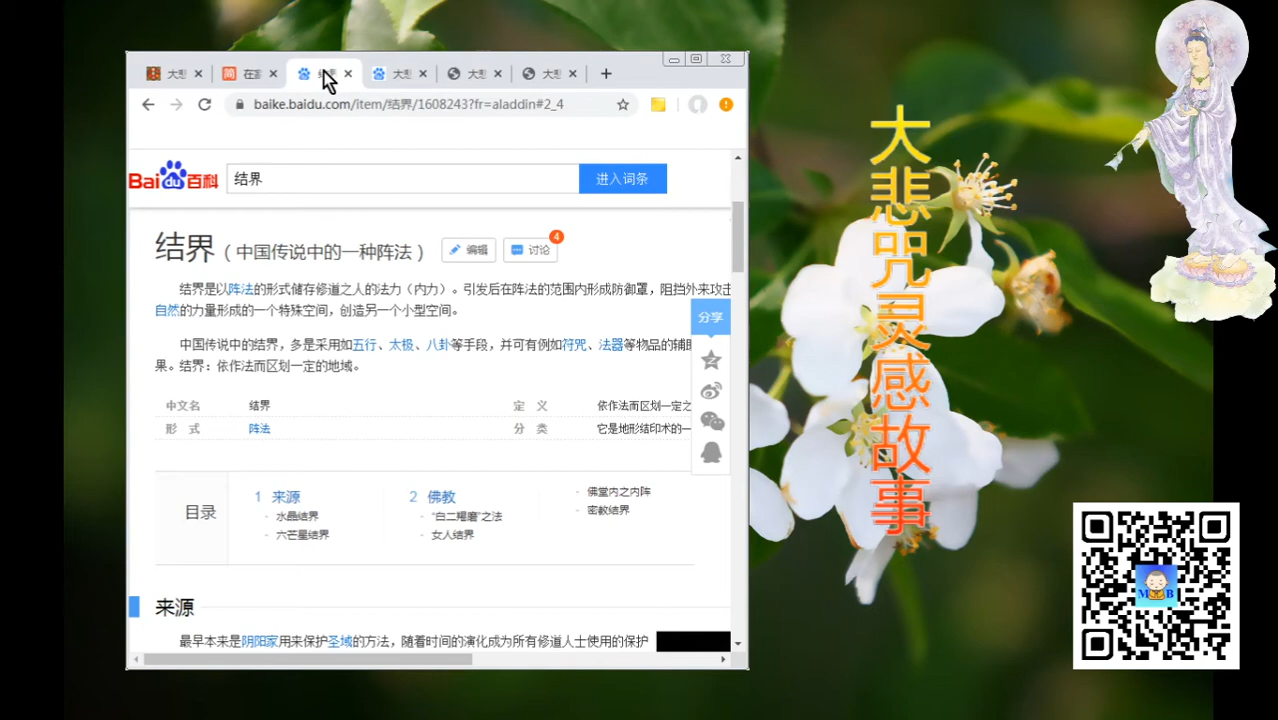 大悲
在
结
大悲
大悲
大悲
baike.baidu.com/item/结界/1608243?fr=aladdin#2_4
Bai du 百科
结界
进入词条
结界（中国传说中的一种阵法）
编辑
讨论
4
结界是以阵法的形式储存修道之人的法力（内力）。引发后在阵法的范围内形成防御罩，阻挡外来攻击
自然的力量形成的一个特殊空间，创造另一个小型空间。
分享
中国传说中的结界，多是采用如五行、太极、八卦等手段，并可有例如符咒、法器等物品的辅助
果。结界：依作法而区划一定的地域。
中文名 结界 定 义 依作法而区划一定之
形 式 阵法 分 类 它是地形结印术的一
目录
1 来源
- 水晶结界
- 六芒星结界
2 佛教
- “白二羯磨”之法
- 女人结界
- 佛堂内之内阵
- 密教结界
来源
最早本来是阴阳家用来保护圣域的方法，随着时间的演化成为所有修道人士使用的保护
大悲咒灵感故事
M B